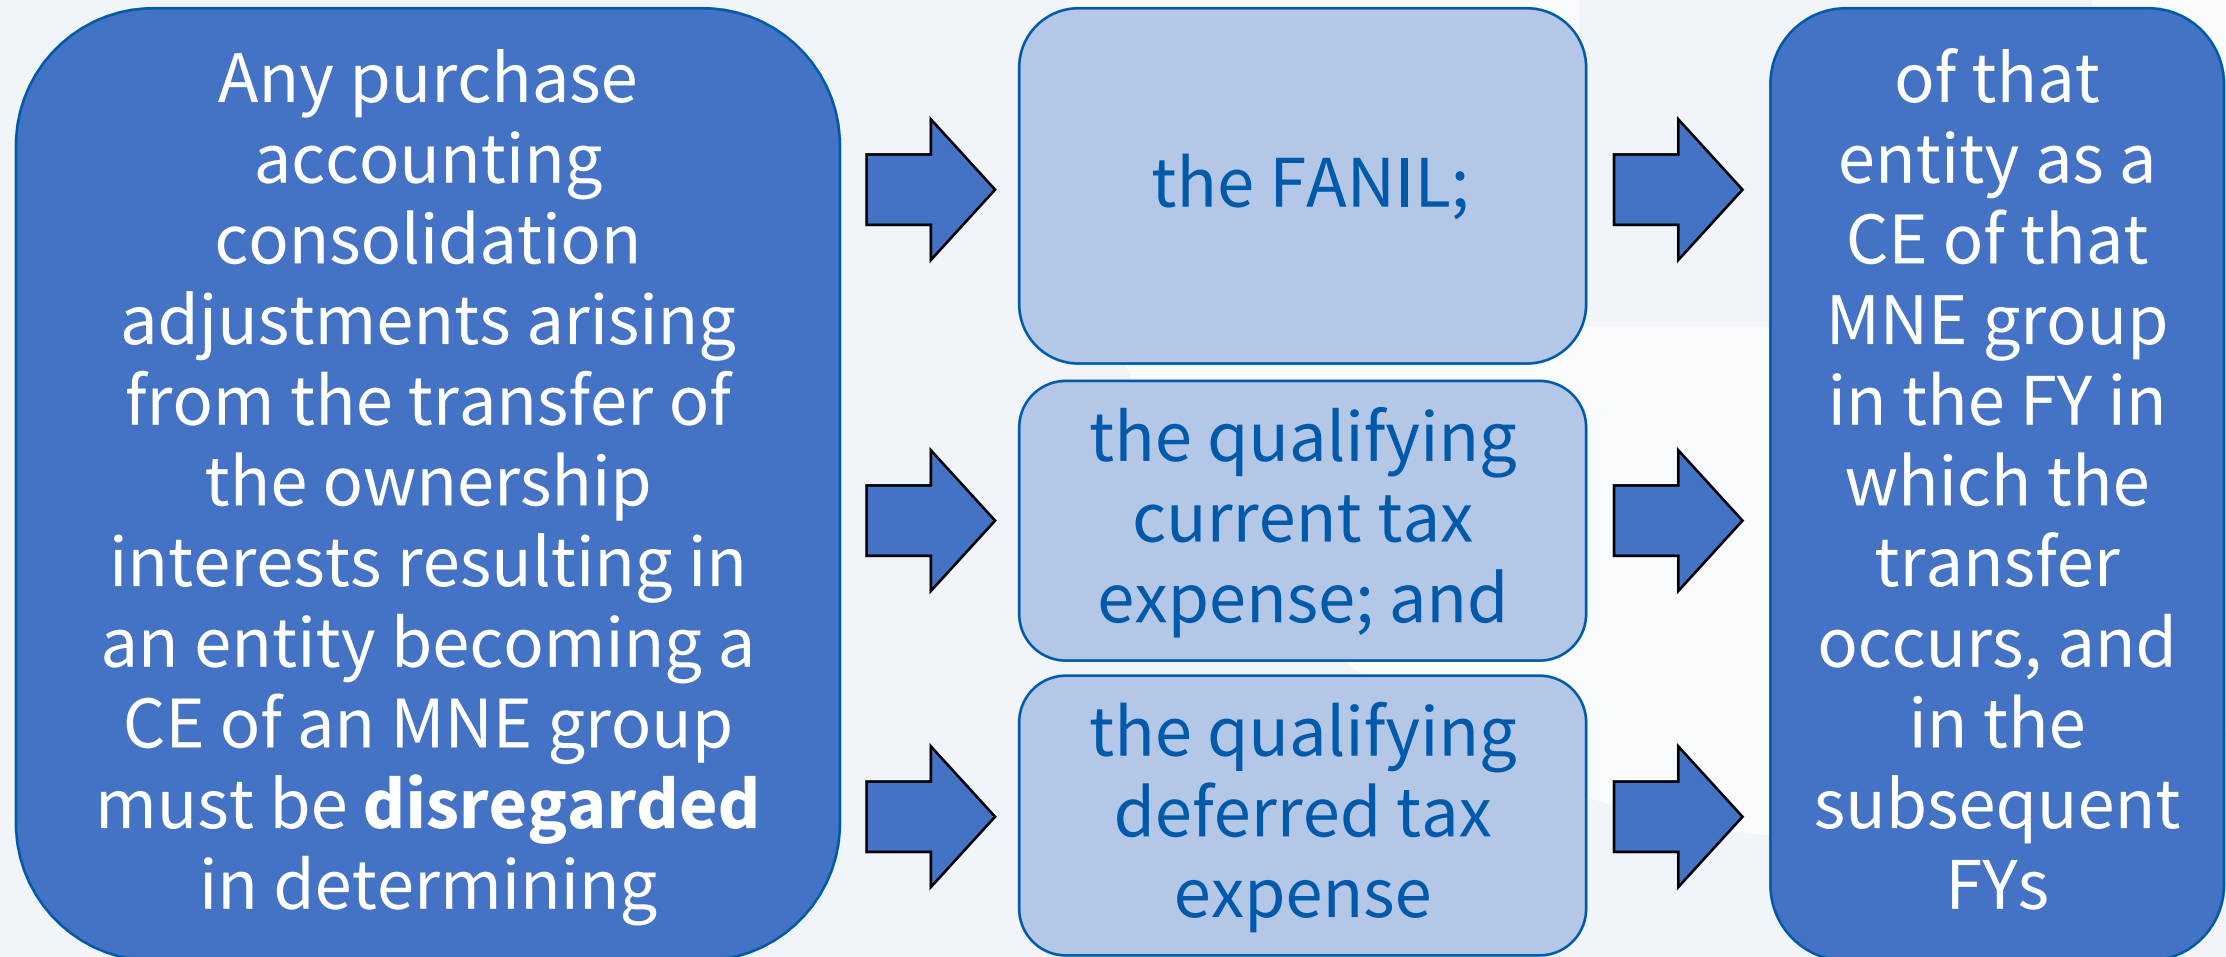 Any purchase
accounting
consolidation
adjustments arising
from the transfer of
the ownership
interests resulting in
an entity becoming a
CE of an MNE group
must be disregarded
in determining
the FANIL;
the qualifying
current tax
expense; and
the qualifying
deferred tax
expense
of that
entity as a
CE of that
MNE group
in the FY in
which the
transfer
occurs, and
in the
subsequent
FYs